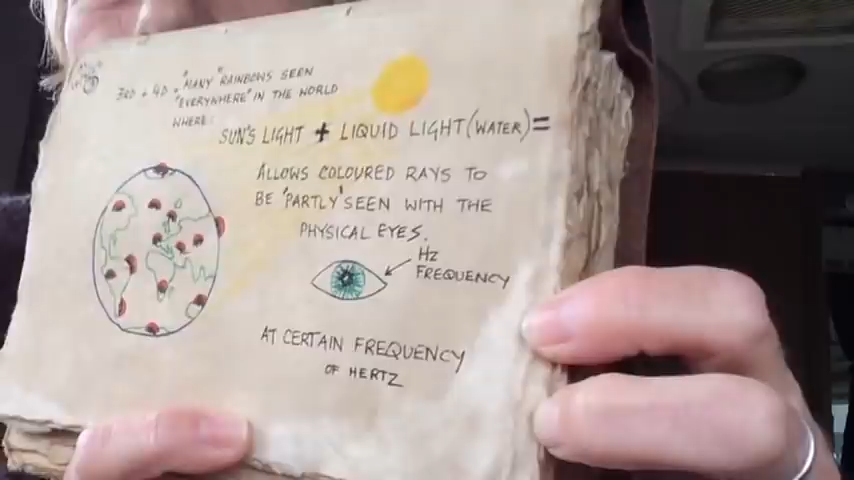 3RD + 4D = "MANY" RAINBOWS SEEN
"EVERYWHERE" IN THE WORLD
WHERE:
SUN'S LIGHT + LIQUID LIGHT (WATER) =
ALLOWS COLOURED RAYS TO
BE 'PARTLY' SEEN WITH THE
PHYSICAL EYES.
HZ
FREQUENCY
AT CERTAIN FREQUENCY
OF HERTZ